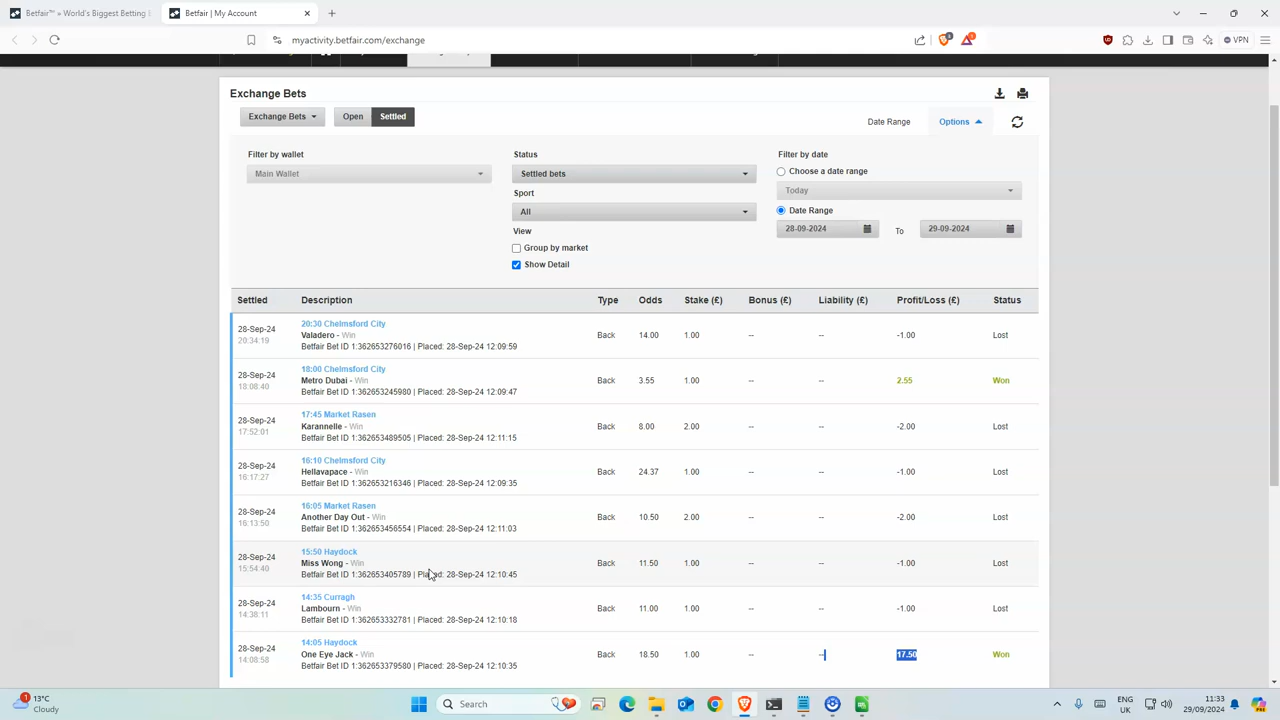 Betfair™ » World's Biggest Betting
Betfair | My Account
myactivity.betfair.com/exchange
VPN
Exchange Bets
Exchange Bets
Open
Settled
Date Range
Options
Filter by wallet
Main Wallet
Status
Settled bets
Sport
All
View
Group by market
Show Detail
Filter by date
Choose a date range
Today
Date Range
28-09-2024
To
29-09-2024
Settled Description Type Odds Stake (£) Bonus (£) Liability (£) Profit/Loss (£) Status
20:30 Chelmsford City
28-Sep-24 Valadero - Win Back 14.00 1.00 -- -- -1.00 Lost
20:34:19 Betfair Bet ID 1:362653276016 | Placed: 28-Sep-24 12:09:59
18:00 Chelmsford City
28-Sep-24 Metro Dubai - Win Back 3.55 1.00 -- -- 2.55 Won
18:08:40 Betfair Bet ID 1:362653245980 | Placed: 28-Sep-24 12:09:47
17:45 Market Rasen
28-Sep-24 Karannelle - Win Back 8.00 2.00 -- -- -2.00 Lost
17:52:01 Betfair Bet ID 1:362653489505 | Placed: 28-Sep-24 12:11:15
16:10 Chelmsford City
28-Sep-24 Hellavapace - Win Back 24.37 1.00 -- -- -1.00 Lost
16:17:27 Betfair Bet ID 1:362653216346 | Placed: 28-Sep-24 12:09:35
16:05 Market Rasen
28-Sep-24 Another Day Out - Win Back 10.50 2.00 -- -- -2.00 Lost
16:13:50 Betfair Bet ID 1:362653456554 | Placed: 28-Sep-24 12:11:03
15:50 Haydock
28-Sep-24 Miss Wong - Win Back 11.50 1.00 -- -- -1.00 Lost
15:54:40 Betfair Bet ID 1:362653405789 | Placed: 28-Sep-24 12:10:45
14:35 Curragh
28-Sep-24 Lambourn - Win Back 11.00 1.00 -- -- -1.00 Lost
14:38:11 Betfair Bet ID 1:362653332781 | Placed: 28-Sep-24 12:10:18
14:05 Haydock
28-Sep-24 One Eye Jack - Win Back 18.50 1.00 -- -- 17.50 Won
14:08:58 Betfair Bet ID 1:362653379580 | Placed: 28-Sep-24 12:10:35
13°C
Cloudy
Search
ENG
UK
11:33
29/09/2024